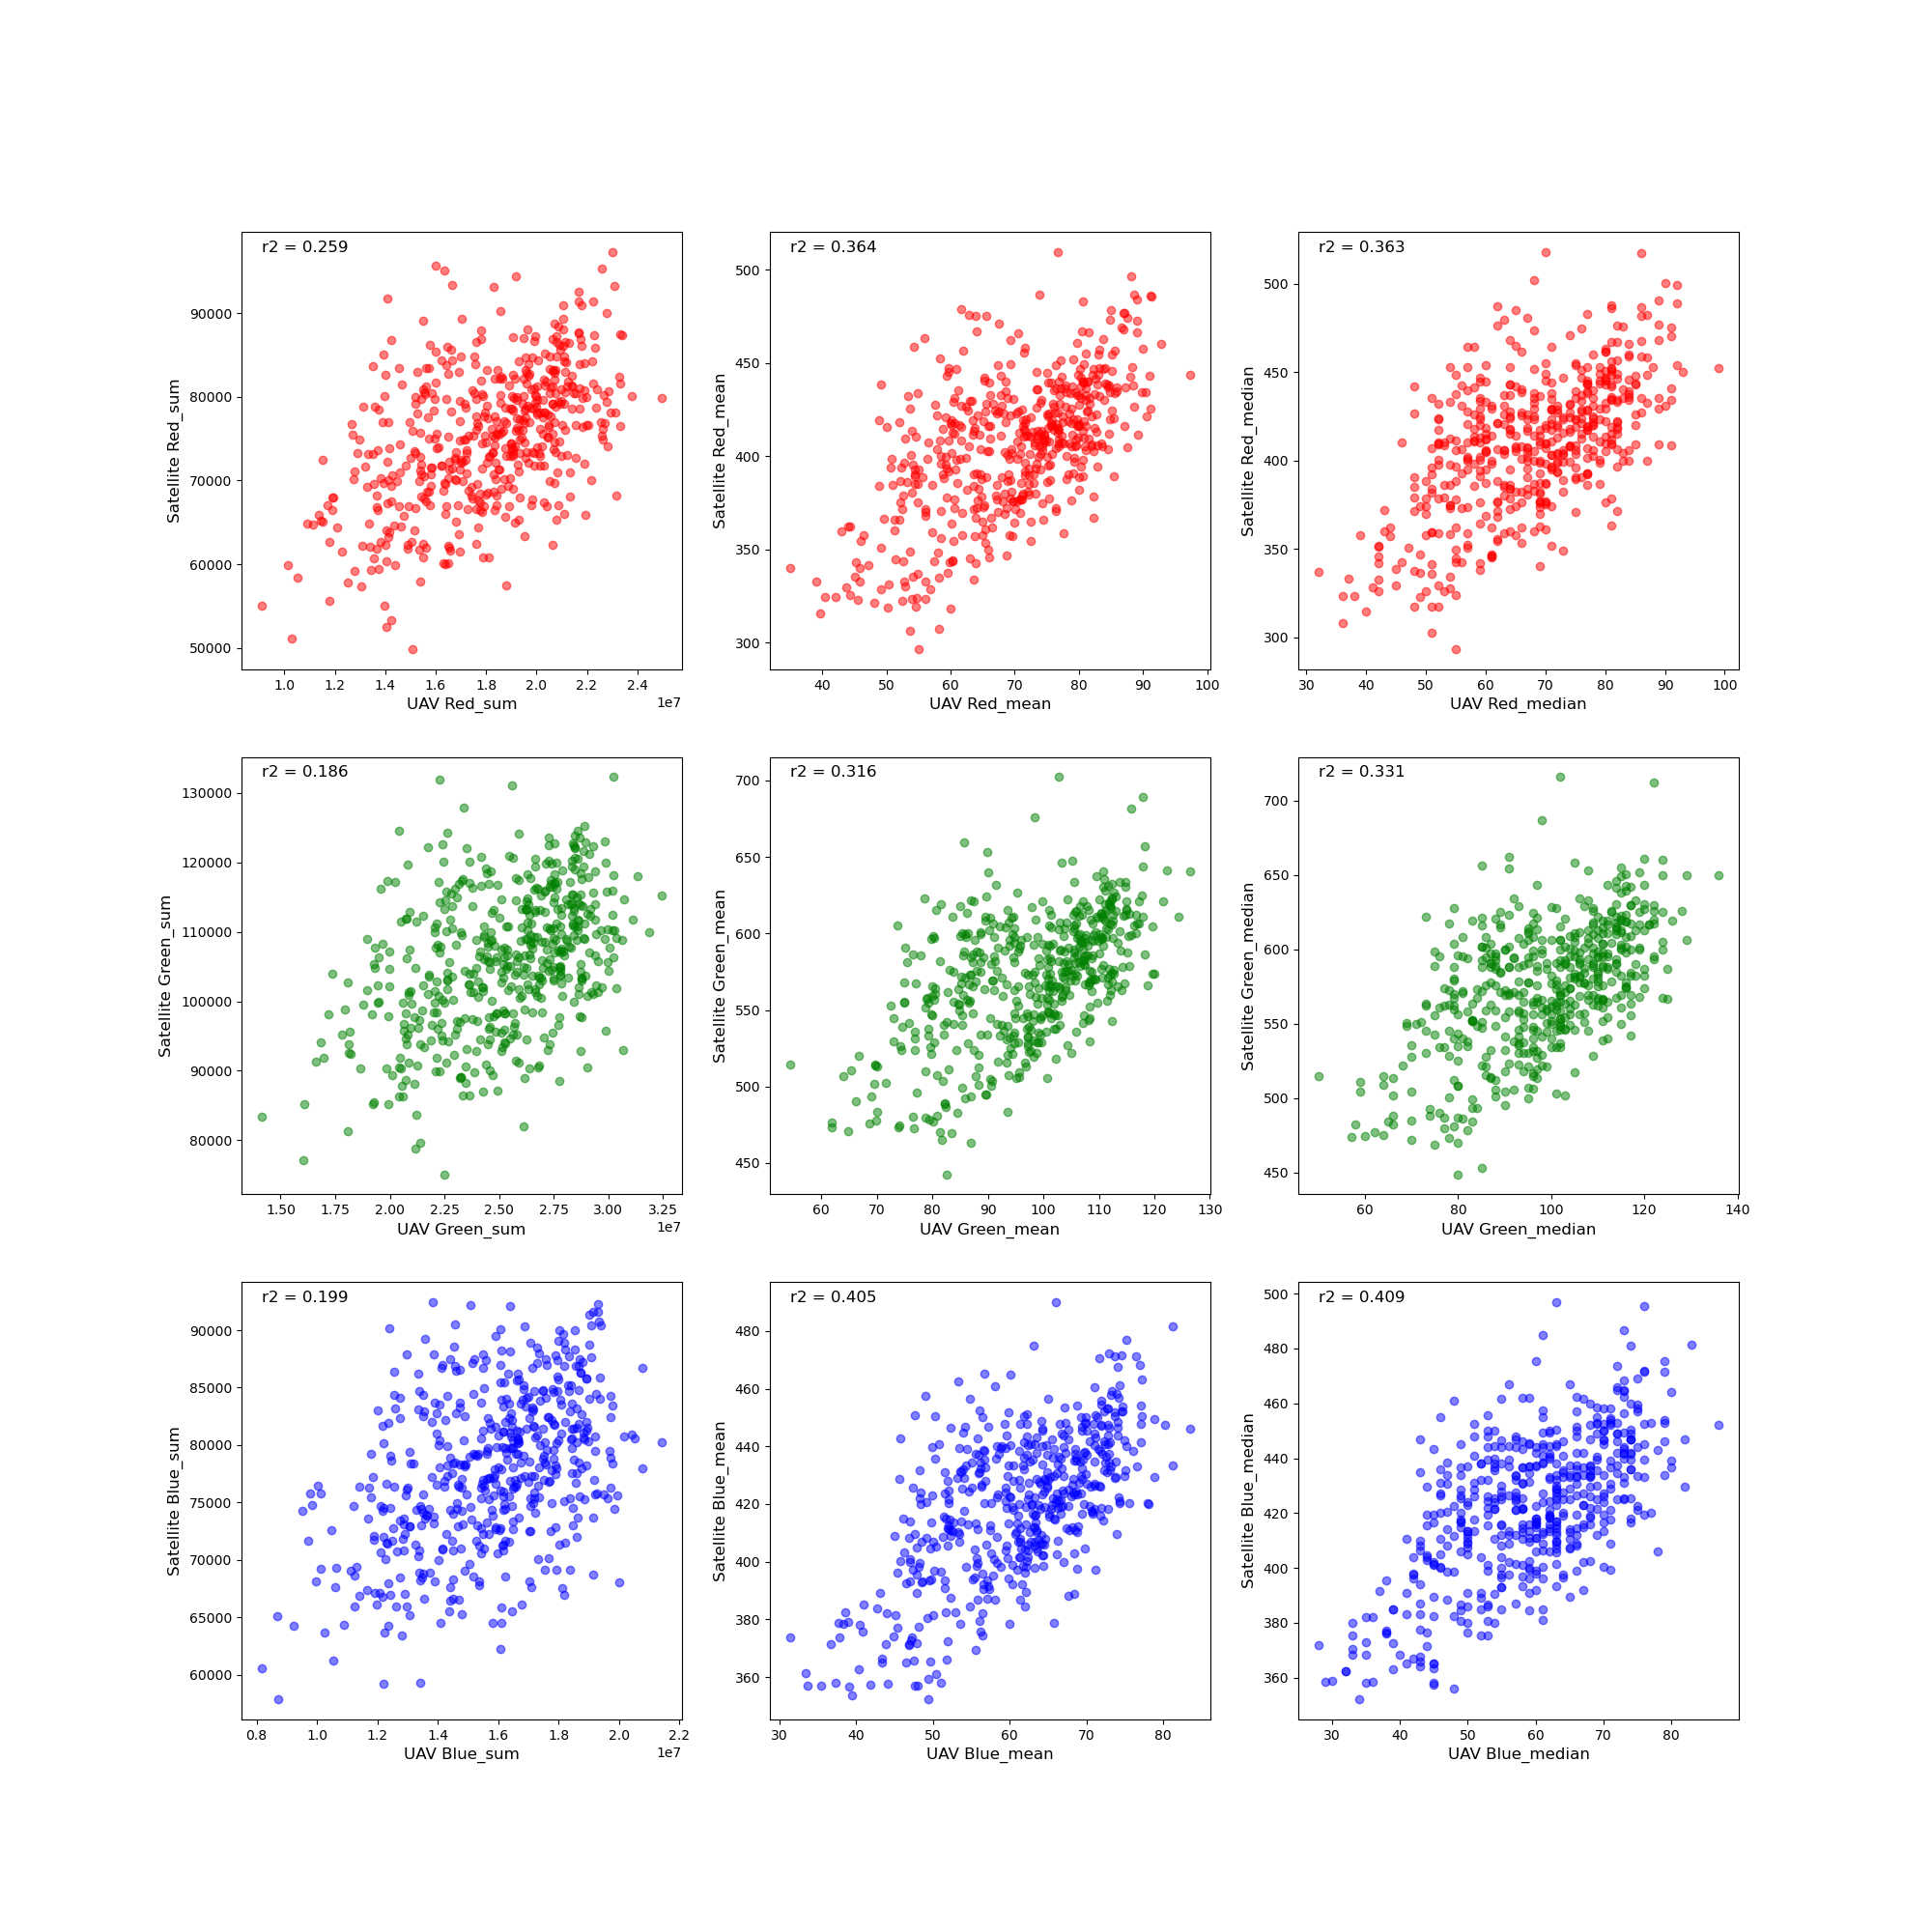 r2 = 0.259
Satellite Red_sum
90000
80000
70000
60000
50000
1.0 1.2 1.4 1.6 1.8 2.0 2.2 2.4
UAV Red_sum
1e7
r2 = 0.364
Satellite Red_mean
500
450
400
350
300
40 50 60 70 80 90 100
UAV Red_mean
r2 = 0.363
Satellite Red_median
500
450
400
350
300
30 40 50 60 70 80 90 100
UAV Red_median
r2 = 0.186
Satellite Green_sum
130000
120000
110000
100000
90000
80000
1.50 1.75 2.00 2.25 2.50 2.75 3.00 3.25
UAV Green_sum
1e7
r2 = 0.316
Satellite Green_mean
700
650
600
550
500
450
60 70 80 90 100 110 120 130
UAV Green_mean
r2 = 0.331
Satellite Green_median
700
650
600
550
500
450
60 80 100 120 140
UAV Green_median
r2 = 0.199
Satellite Blue_sum
90000
85000
80000
75000
70000
65000
60000
0.8 1.0 1.2 1.4 1.6 1.8 2.0 2.2
UAV Blue_sum
1e7
r2 = 0.405
Satellite Blue_mean
480
460
440
420
400
380
360
30 40 50 60 70 80
UAV Blue_mean
r2 = 0.409
Satellite Blue_median
500
480
460
440
420
400
380
360
30 40 50 60 70 80
UAV Blue_median